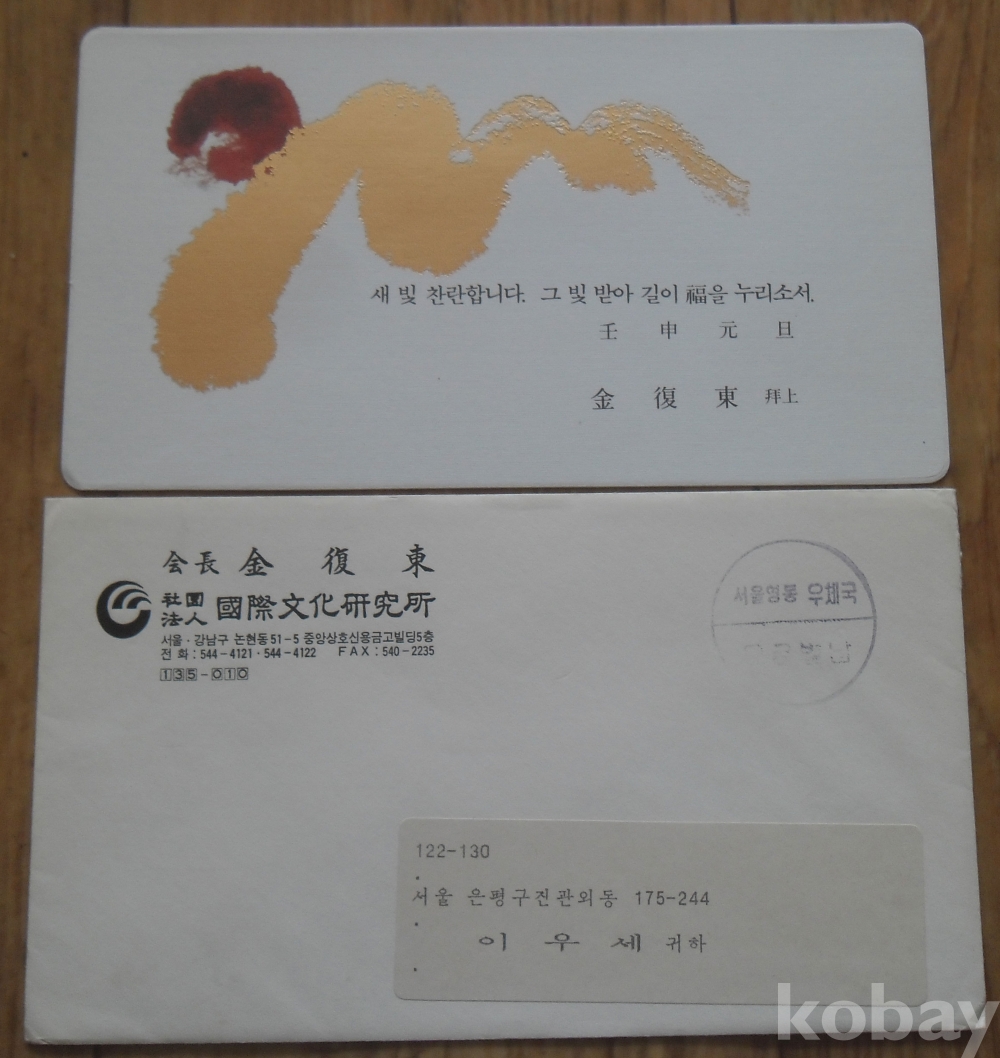 새 빛 찬란합니다. 그 빛 받아 길이 福을 누리소서.
壬 申 元 旦
金 復 東 拜上
会長 金 復 東
社團法人 國際文化硏究所
서울·강남구 논현동 51-5 중앙상호신용금고빌딩5층
전화: 544-4121·544-4122 FAX: 540-2235
135-010
서울영동 우체국
122-130
서울 은평구진관외동 175-244
이 우 세 귀하
kobay